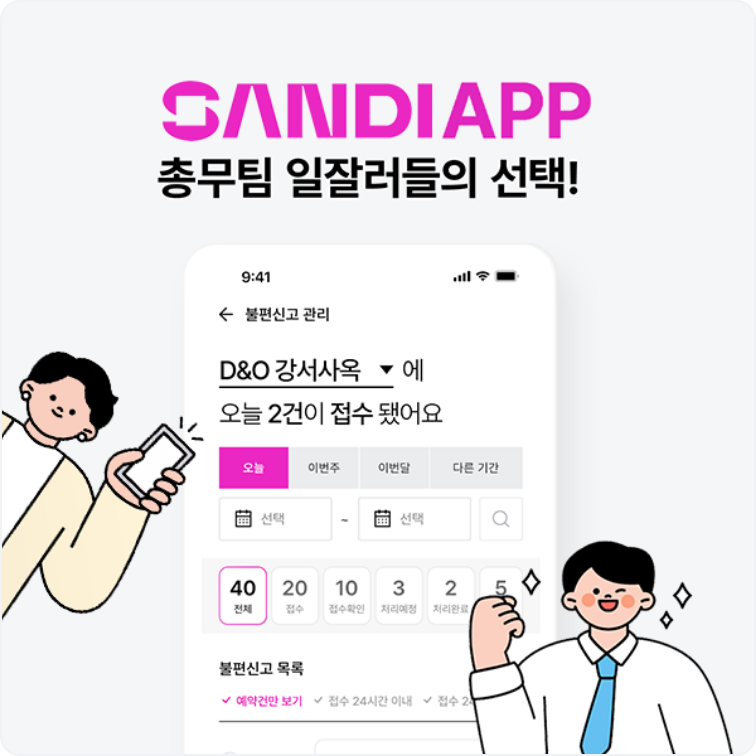 SANDI APP
총무팀 일잘러들의 선택!
9:41
불편신고 관리
D&O 강서사옥 에
오늘 2건이 접수 됐어요
오늘 이번주 이번달 다른 기간
선택 ~ 선택
40 20 10 3 2 5
전체 접수 접수확인 처리예정 처리완료
불편신고 목록
예약건만 보기 접수 24시간 이내 접수